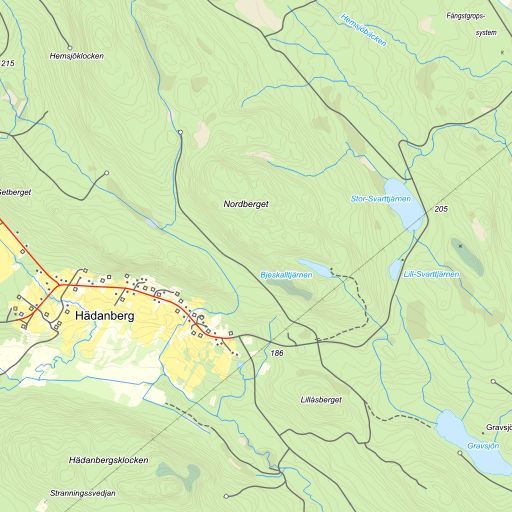 Hemsjöbäcken
Fångstgrops-
system
Hemsjöklocken
215
Getberget
Nordberget
Stor-Svarttjärnen
205
Bjeskalltjärnen
Lill-Svarttjärnen
Hädanberg
186
Lillåsberget
Gravsjö
Gravsjön
Hädanbergsklocken
Stranningssvedjan